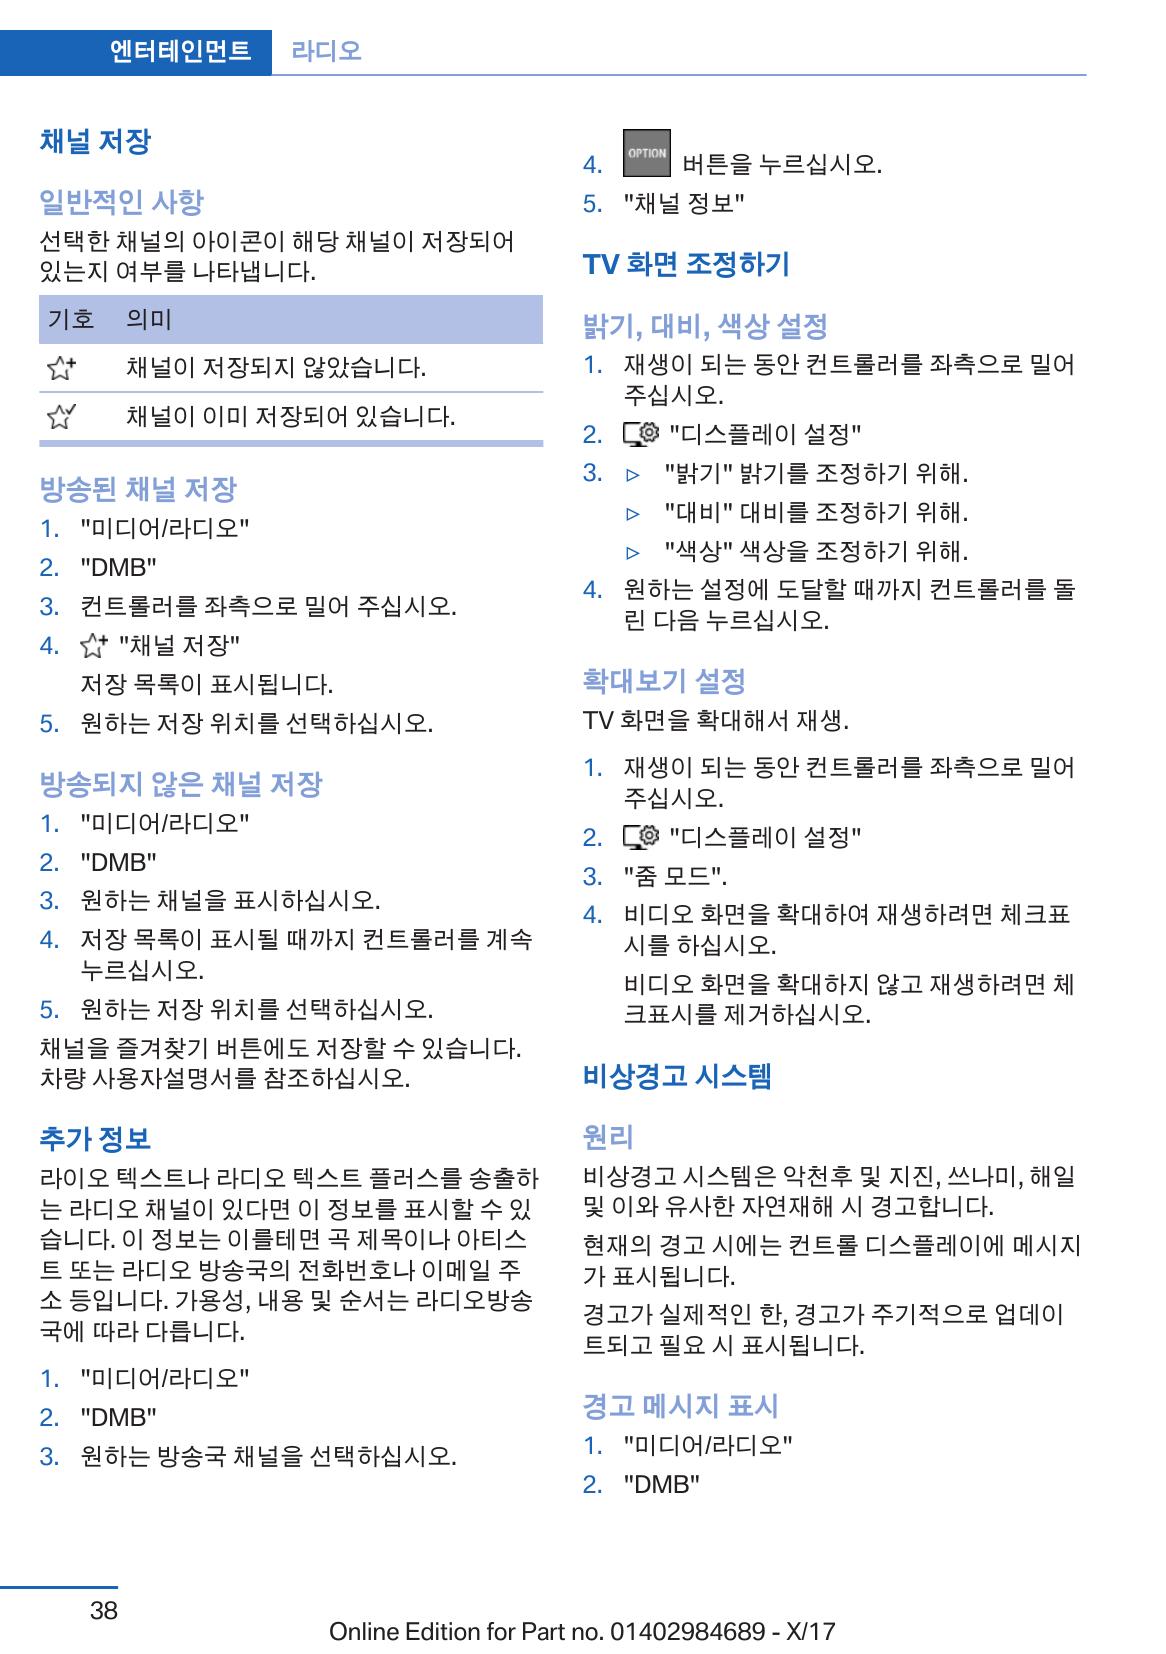 엔터테인먼트 라디오
채널 저장
일반적인 사항
선택한 채널의 아이콘이 해당 채널이 저장되어
있는지 여부를 나타냅니다.
기호 의미
채널이 저장되지 않았습니다.
채널이 이미 저장되어 있습니다.
방송된 채널 저장
1. "미디어/라디오"
2. "DMB"
3. 컨트롤러를 좌측으로 밀어 주십시오.
4. "채널 저장"
저장 목록이 표시됩니다.
5. 원하는 저장 위치를 선택하십시오.
방송되지 않은 채널 저장
1. "미디어/라디오"
2. "DMB"
3. 원하는 채널을 표시하십시오.
4. 저장 목록이 표시될 때까지 컨트롤러를 계속
누르십시오.
5. 원하는 저장 위치를 선택하십시오.
채널을 즐겨찾기 버튼에도 저장할 수 있습니다.
차량 사용자설명서를 참조하십시오.
추가 정보
라이오 텍스트나 라디오 텍스트 플러스를 송출하
는 라디오 채널이 있다면 이 정보를 표시할 수 있
습니다. 이 정보는 이를테면 곡 제목이나 아티스
트 또는 라디오 방송국의 전화번호나 이메일 주
소 등입니다. 가용성, 내용 및 순서는 라디오방송
국에 따라 다릅니다.
1. "미디어/라디오"
2. "DMB"
3. 원하는 방송국 채널을 선택하십시오.
4. OPTION 버튼을 누르십시오.
5. "채널 정보"
TV 화면 조정하기
밝기, 대비, 색상 설정
1. 재생이 되는 동안 컨트롤러를 좌측으로 밀어
주십시오.
2. "디스플레이 설정"
3. ▷ "밝기" 밝기를 조정하기 위해.
▷ "대비" 대비를 조정하기 위해.
▷ "색상" 색상을 조정하기 위해.
4. 원하는 설정에 도달할 때까지 컨트롤러를 돌
린 다음 누르십시오.
확대보기 설정
TV 화면을 확대해서 재생.
1. 재생이 되는 동안 컨트롤러를 좌측으로 밀어
주십시오.
2. "디스플레이 설정"
3. "줌 모드".
4. 비디오 화면을 확대하여 재생하려면 체크표
시를 하십시오.
비디오 화면을 확대하지 않고 재생하려면 체
크표시를 제거하십시오.
비상경고 시스템
원리
비상경고 시스템은 악천후 및 지진, 쓰나미, 해일
및 이와 유사한 자연재해 시 경고합니다.
현재의 경고 시에는 컨트롤 디스플레이에 메시지
가 표시됩니다.
경고가 실제적인 한, 경고가 주기적으로 업데이
트되고 필요 시 표시됩니다.
경고 메시지 표시
1. "미디어/라디오"
2. "DMB"
38
Online Edition for Part no. 01402984689 - X/17